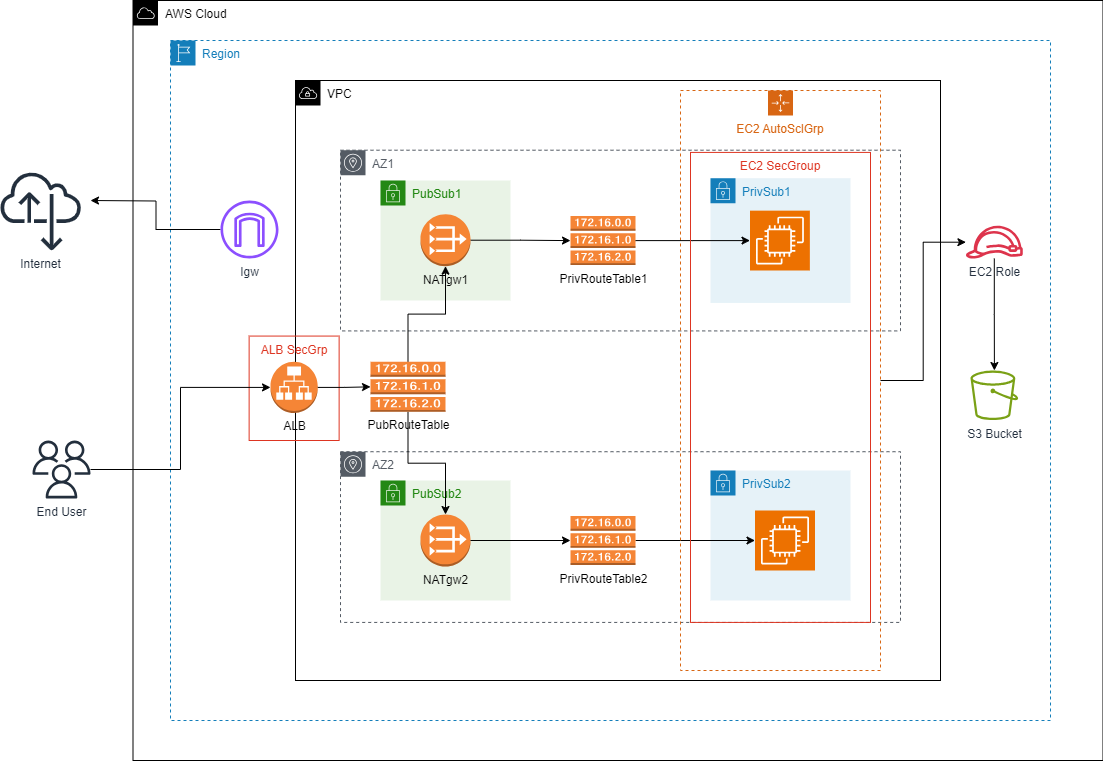 AWS Cloud
Region
VPC
EC2 AutoSclGrp
AZ1
EC2 SecGroup
PubSub1
PrivSub1
172.16.0.0
172.16.1.0
172.16.2.0
NATgw1
PrivRouteTable1
Internet
Igw
EC2 Role
ALB SecGrp
172.16.0.0
172.16.1.0
172.16.2.0
ALB
PubRouteTable
S3 Bucket
AZ2
PubSub2
PrivSub2
End User
172.16.0.0
172.16.1.0
172.16.2.0
NATgw2
PrivRouteTable2